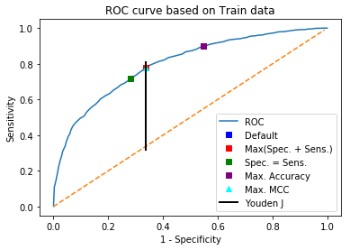 ROC curve based on Train data
1.0
0.8
0.6
0.4
0.2
0.0
Sensitivity
ROC
Default
Max(Spec. + Sens.)
Spec. = Sens.
Max. Accuracy
Max. MCC
Youden J
0.0 0.2 0.4 0.6 0.8 1.0
1 - Specificity